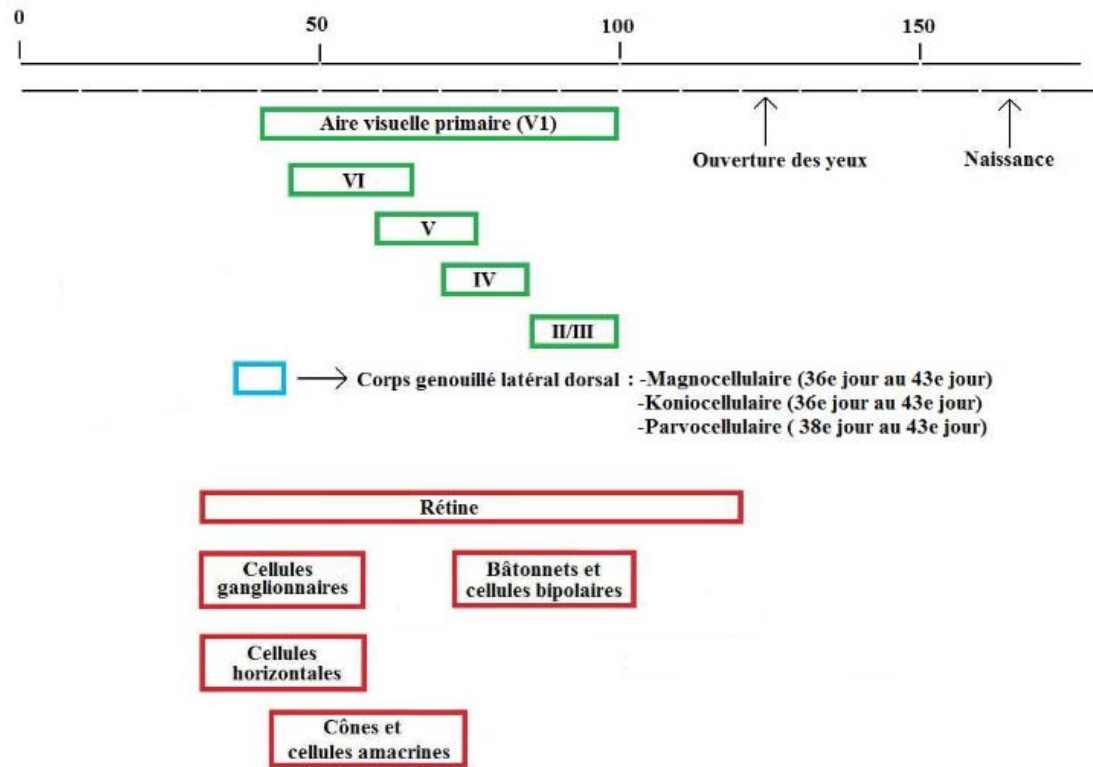 0
50
100
150
Aire visuelle primaire (V1)
Ouverture des yeux
Naissance
VI
V
IV
II/III
Corps genouillé latéral dorsal : -Magnocellulaire (36e jour au 43e jour)
-Koniocellulaire (36e jour au 43e jour)
-Parvocellulaire ( 38e jour au 43e jour)
Rétine
Cellules
ganglionnaires
Bâtonnets et
cellules bipolaires
Cellules
horizontales
Cônes et
cellules amacrines